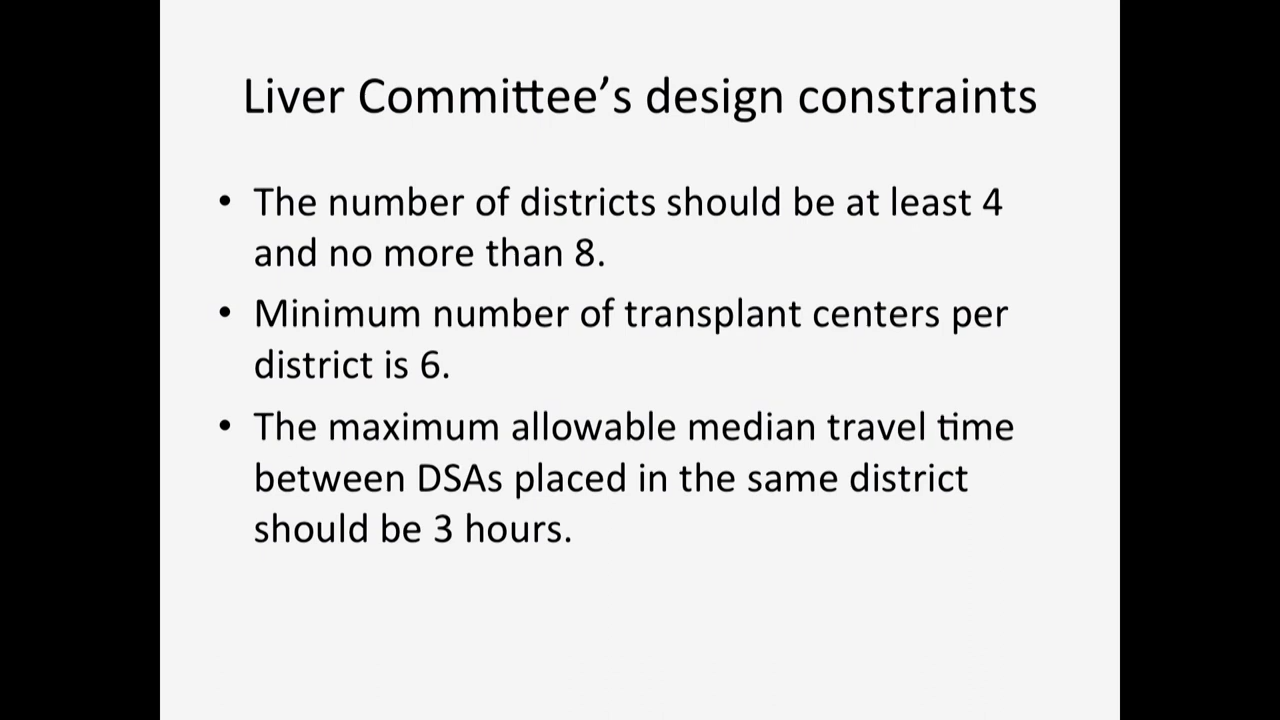 Liver Committee’s design constraints
• The number of districts should be at least 4
and no more than 8.
• Minimum number of transplant centers per
district is 6.
• The maximum allowable median travel time
between DSAs placed in the same district
should be 3 hours.